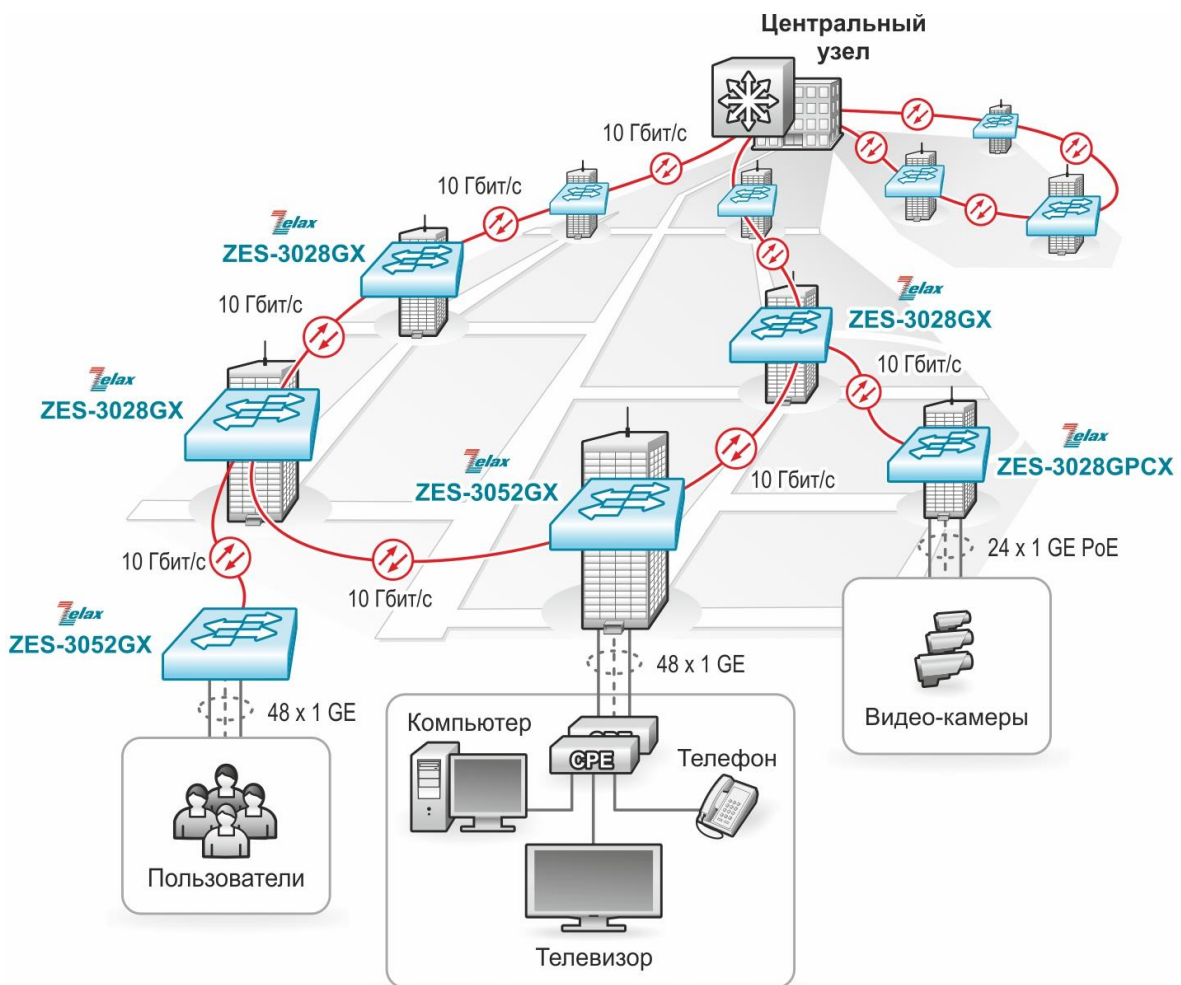 Центральный
узел
10 Гбит/с
10 Гбит/с
Zelax
ZES-3028GX
10 Гбит/с
Zelax
ZES-3028GX
Zelax
ZES-3028GX
10 Гбит/с
Zelax
ZES-3052GX
10 Гбит/с
Zelax
ZES-3028GPCX
10 Гбит/с
10 Гбит/с
24 x 1 GE PoE
Zelax
ZES-3052GX
48 x 1 GE
48 x 1 GE
Видео-камеры
Компьютер
CPE
CPE
Телефон
Пользователи
Телевизор